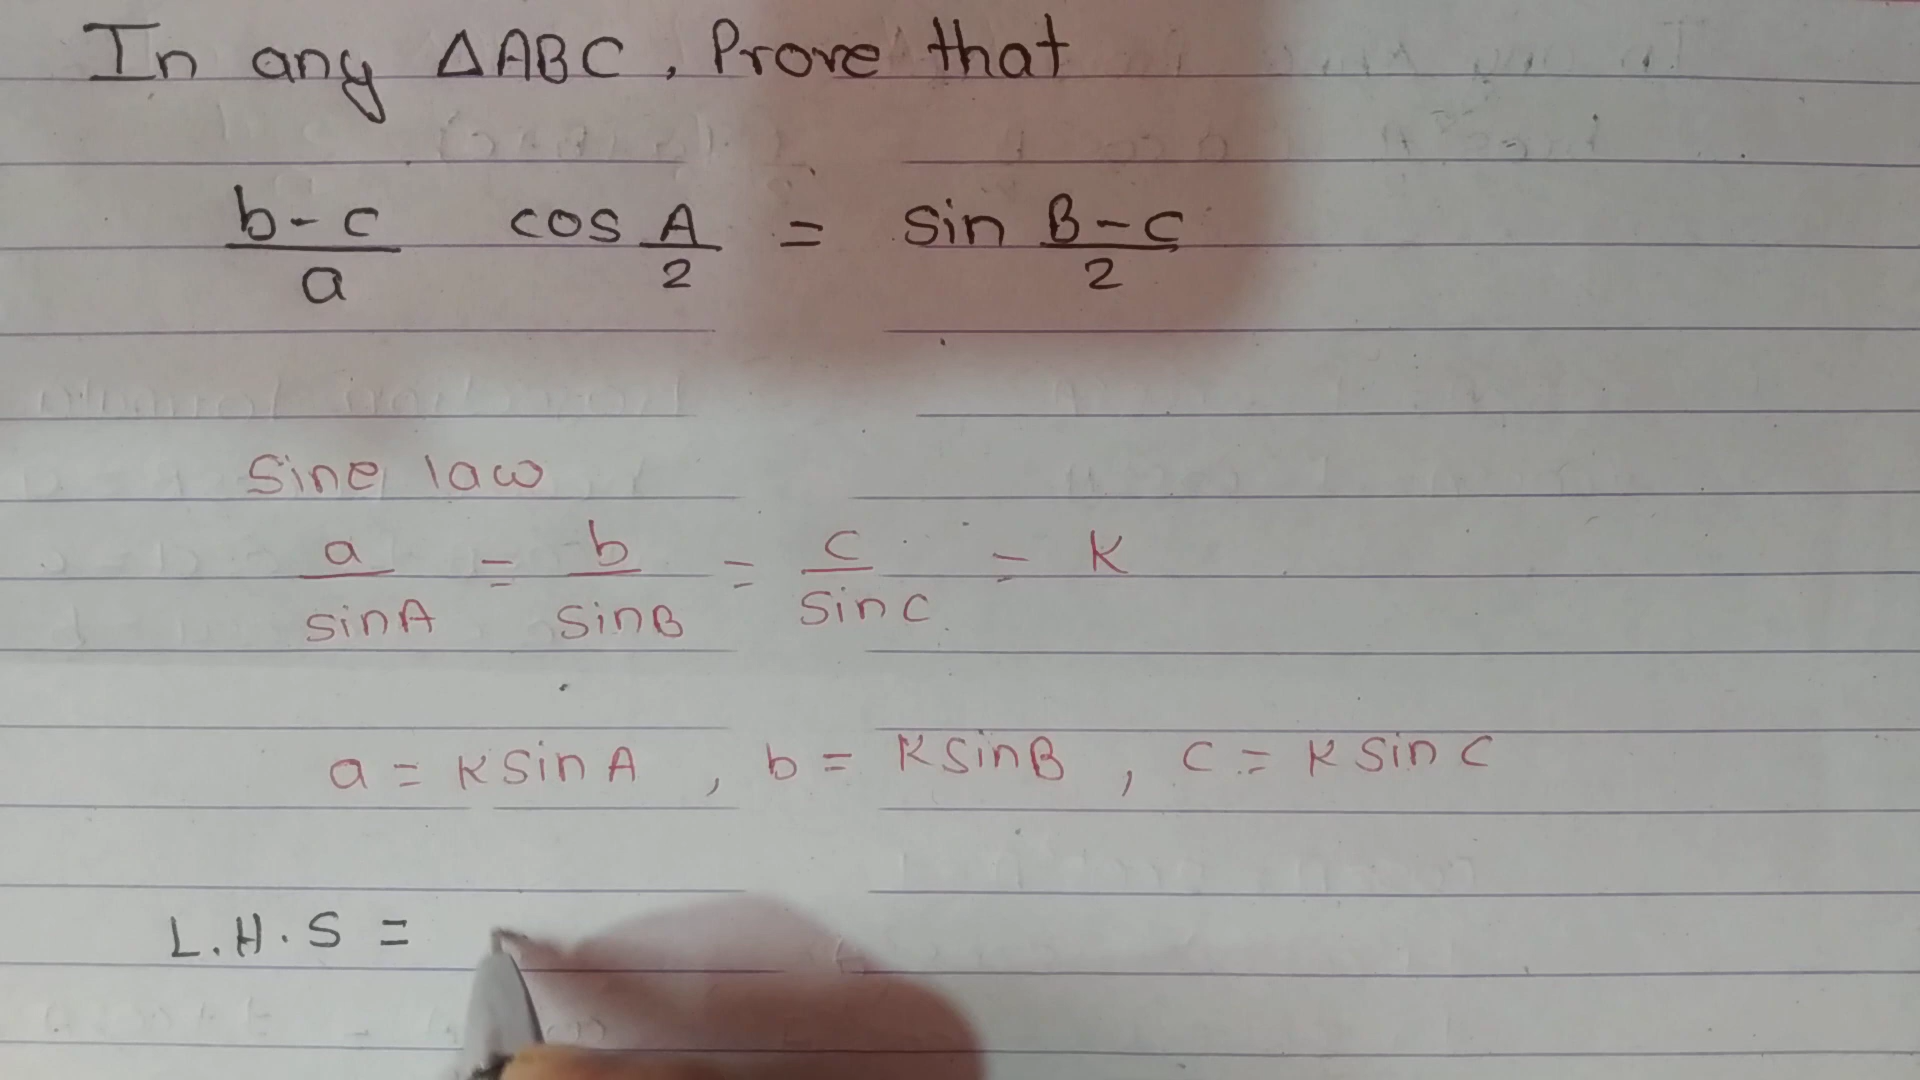 In any ΔABC, Prove that
b-c/a cos A/2 = sin B-C/2
Sine law
a/sinA = b/sinB = c/sinC = K
a = K sin A , b = K sinB , c = K sin C
L.H.S =